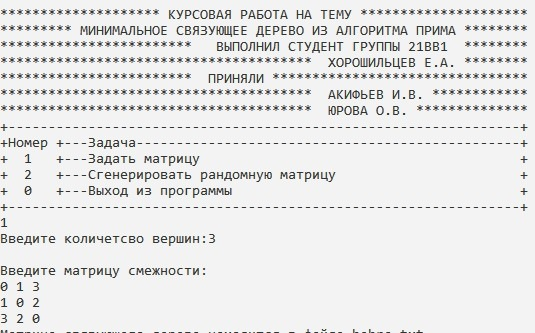 ******************** КУРСОВАЯ РАБОТА НА ТЕМУ *********************
********* МИНИМАЛЬНОЕ СВЯЗУЮЩЕЕ ДЕРЕВО ИЗ АЛГОРИТМА ПРИМА ********
************************ ВЫПОЛНИЛ СТУДЕНТ ГРУППЫ 21ВВ1 ********
*************************************** ХОРОШИЛЬЦЕВ Е.А. ********
************************ ПРИНЯЛИ ********************************
*************************************** АКИФЬЕВ И.В. ************
*************************************** ЮРОВА О.В. **************
+----------------------------------------------------------------+
+Номер +---Задача------------------------------------------------+
+ 1 +---Задать матрицу +
+ 2 +---Сгенерировать рандомную матрицу +
+ 0 +---Выход из программы +
+----------------------------------------------------------------+
1
Введите количетсво вершин:3
Введите матрицу смежности:
0 1 3
1 0 2
3 2 0